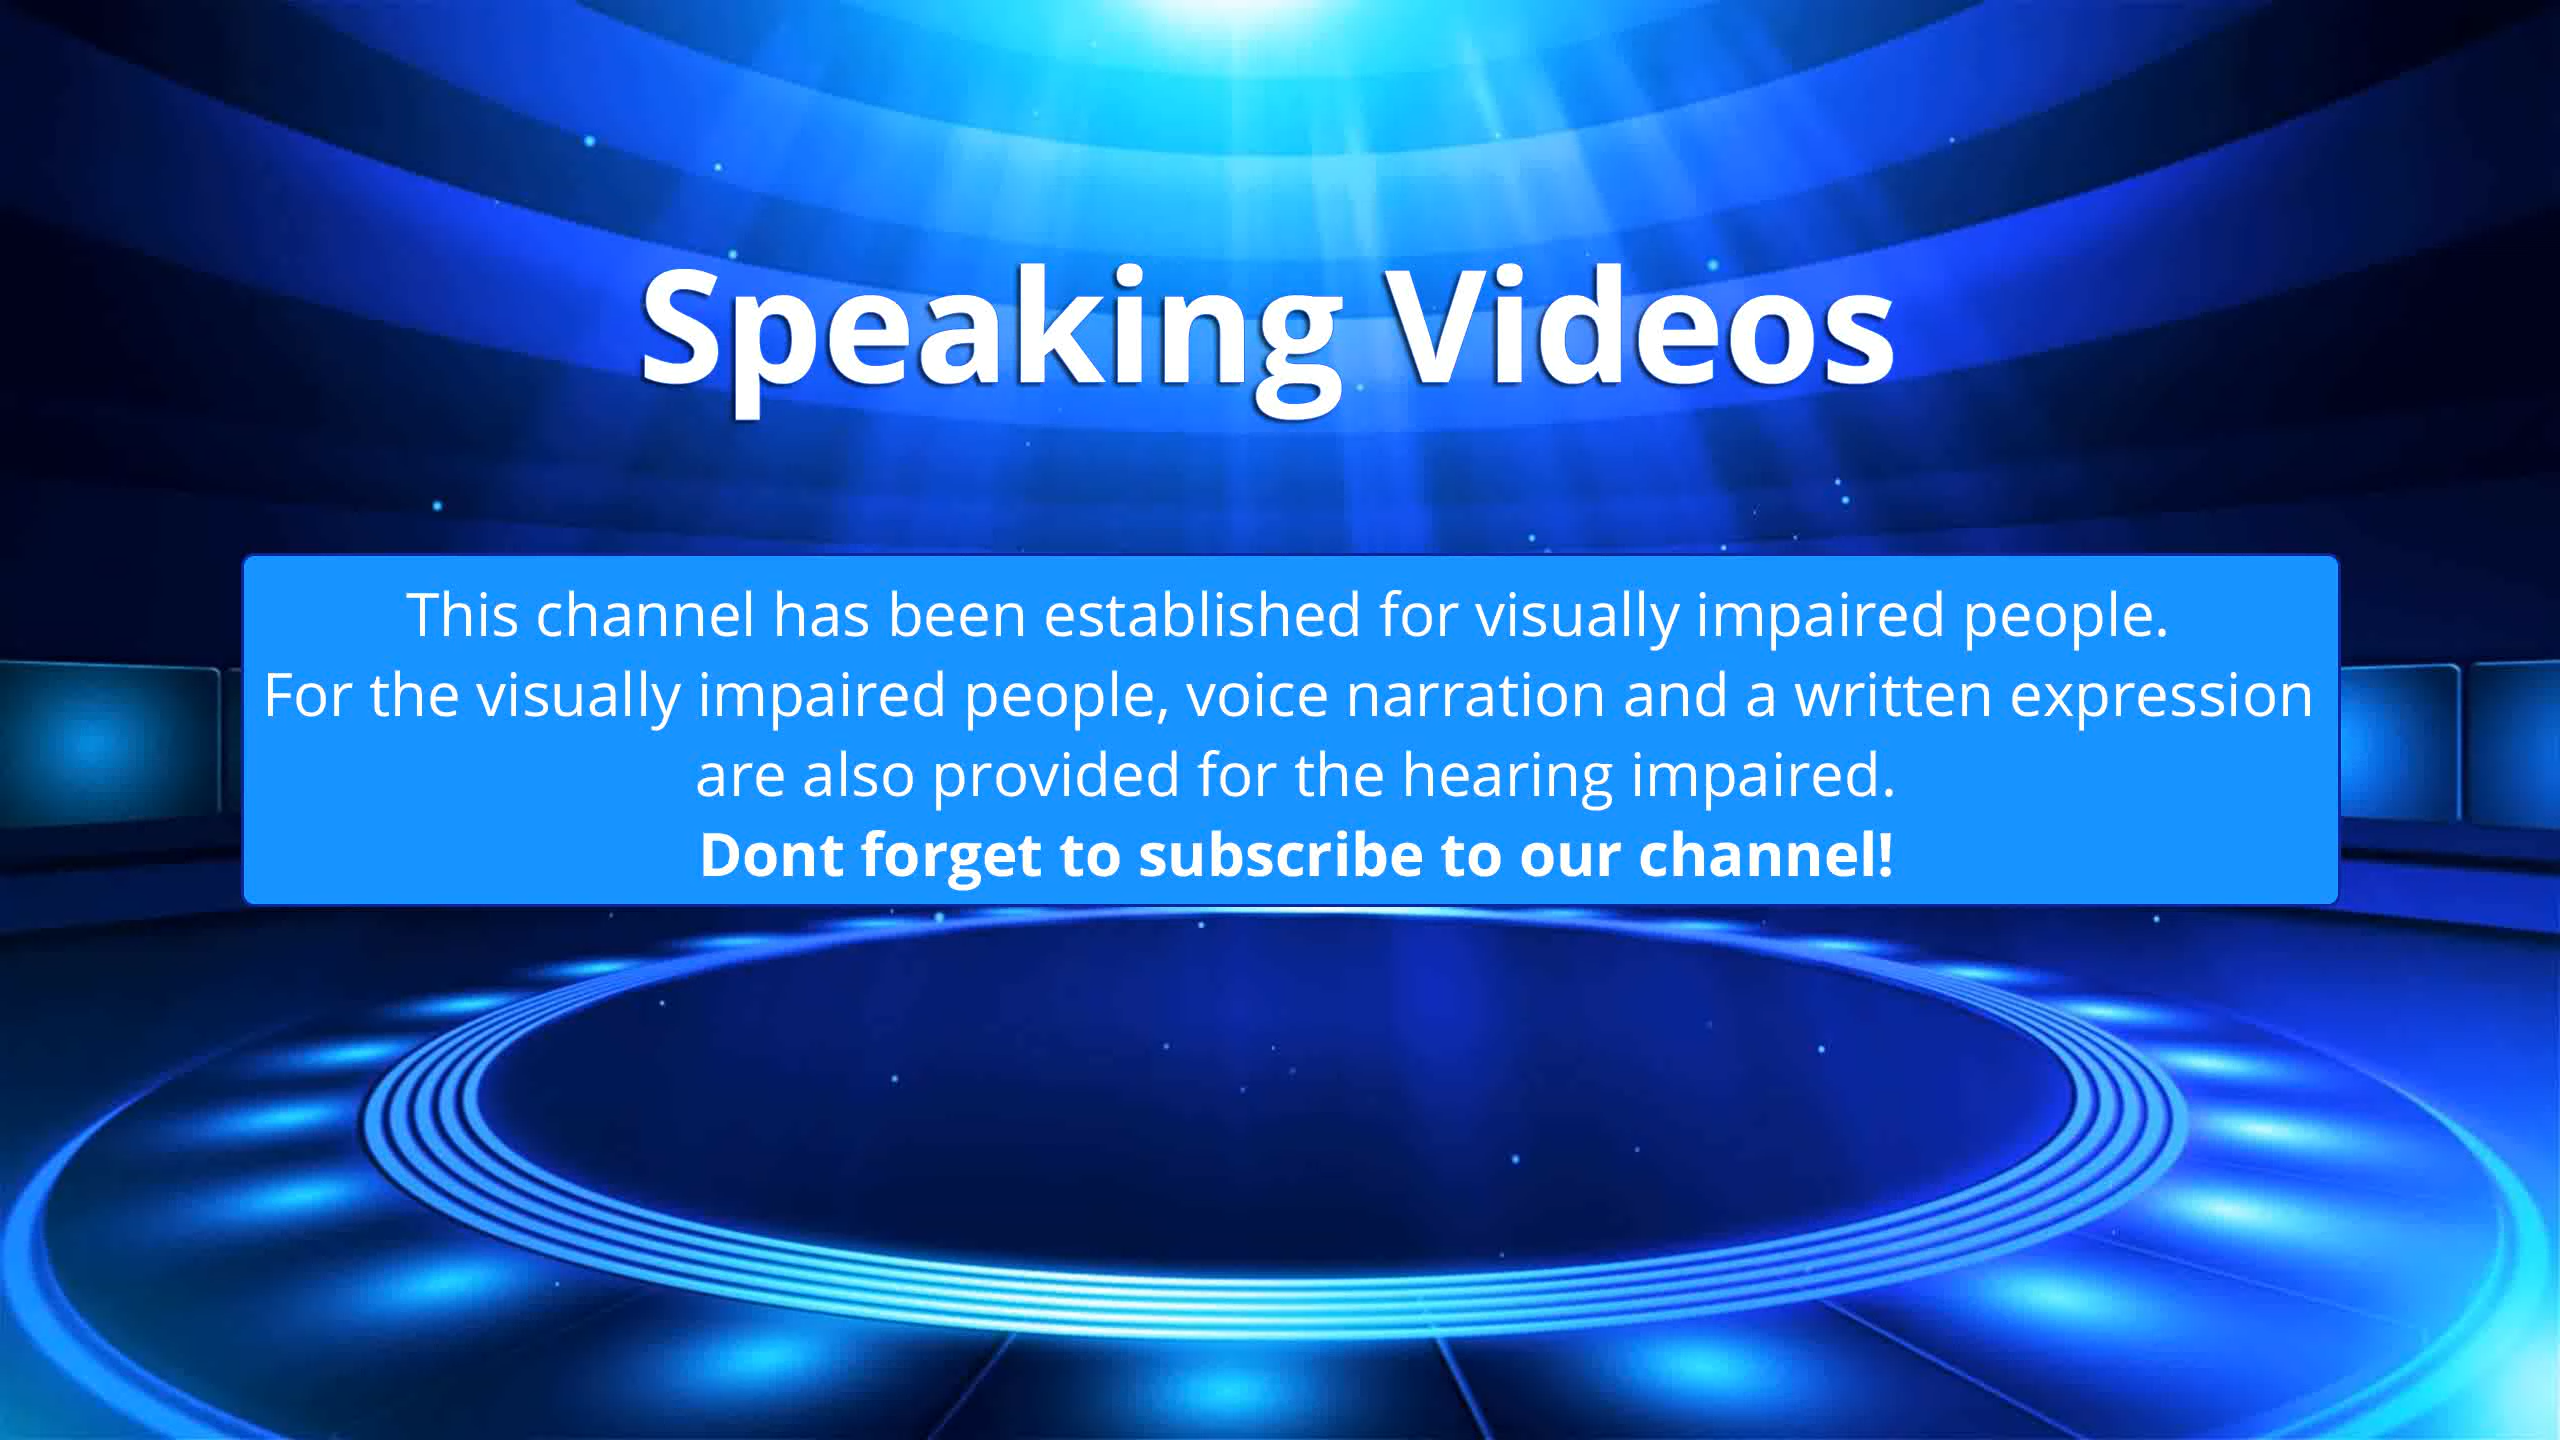 Speaking Videos
This channel has been established for visually impaired people.
For the visually impaired people, voice narration and a written expression
are also provided for the hearing impaired.
Dont forget to subscribe to our channel!